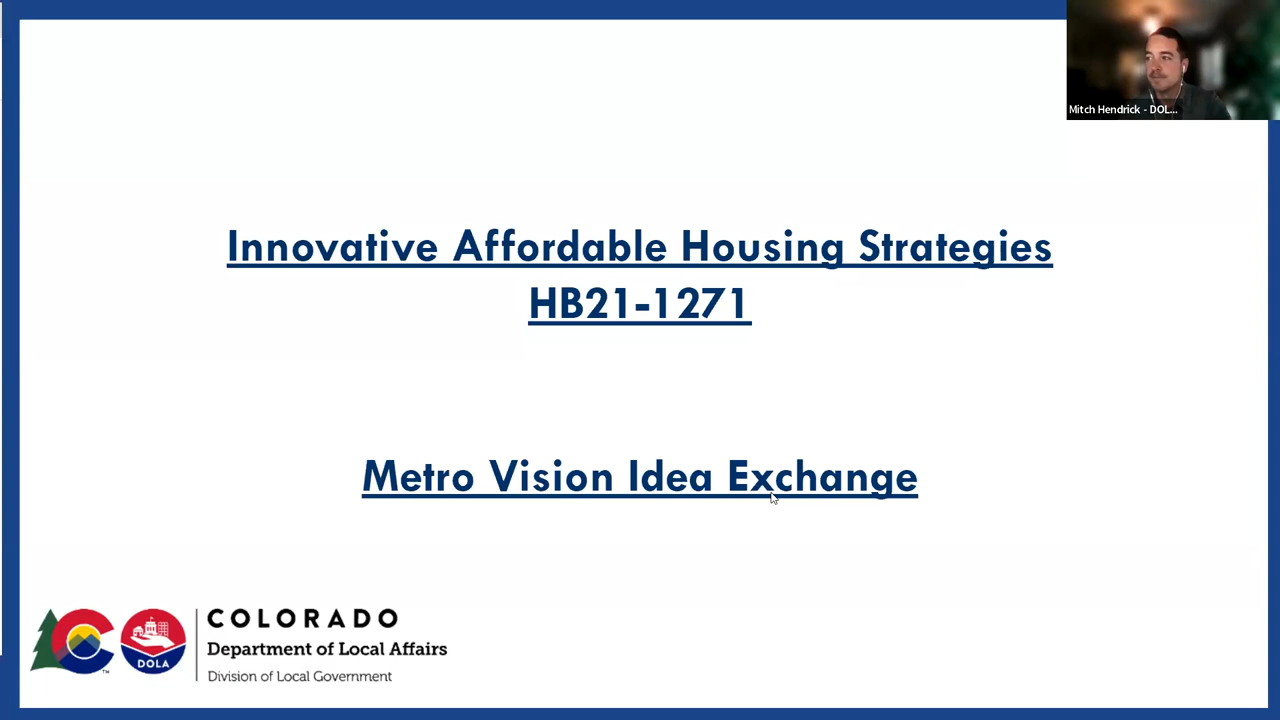 Mitch Hendrick - DOL...
Innovative Affordable Housing Strategies
HB21-1271
Metro Vision Idea Exchange
COLORADO
Department of Local Affairs
Division of Local Government
DOLA
TM